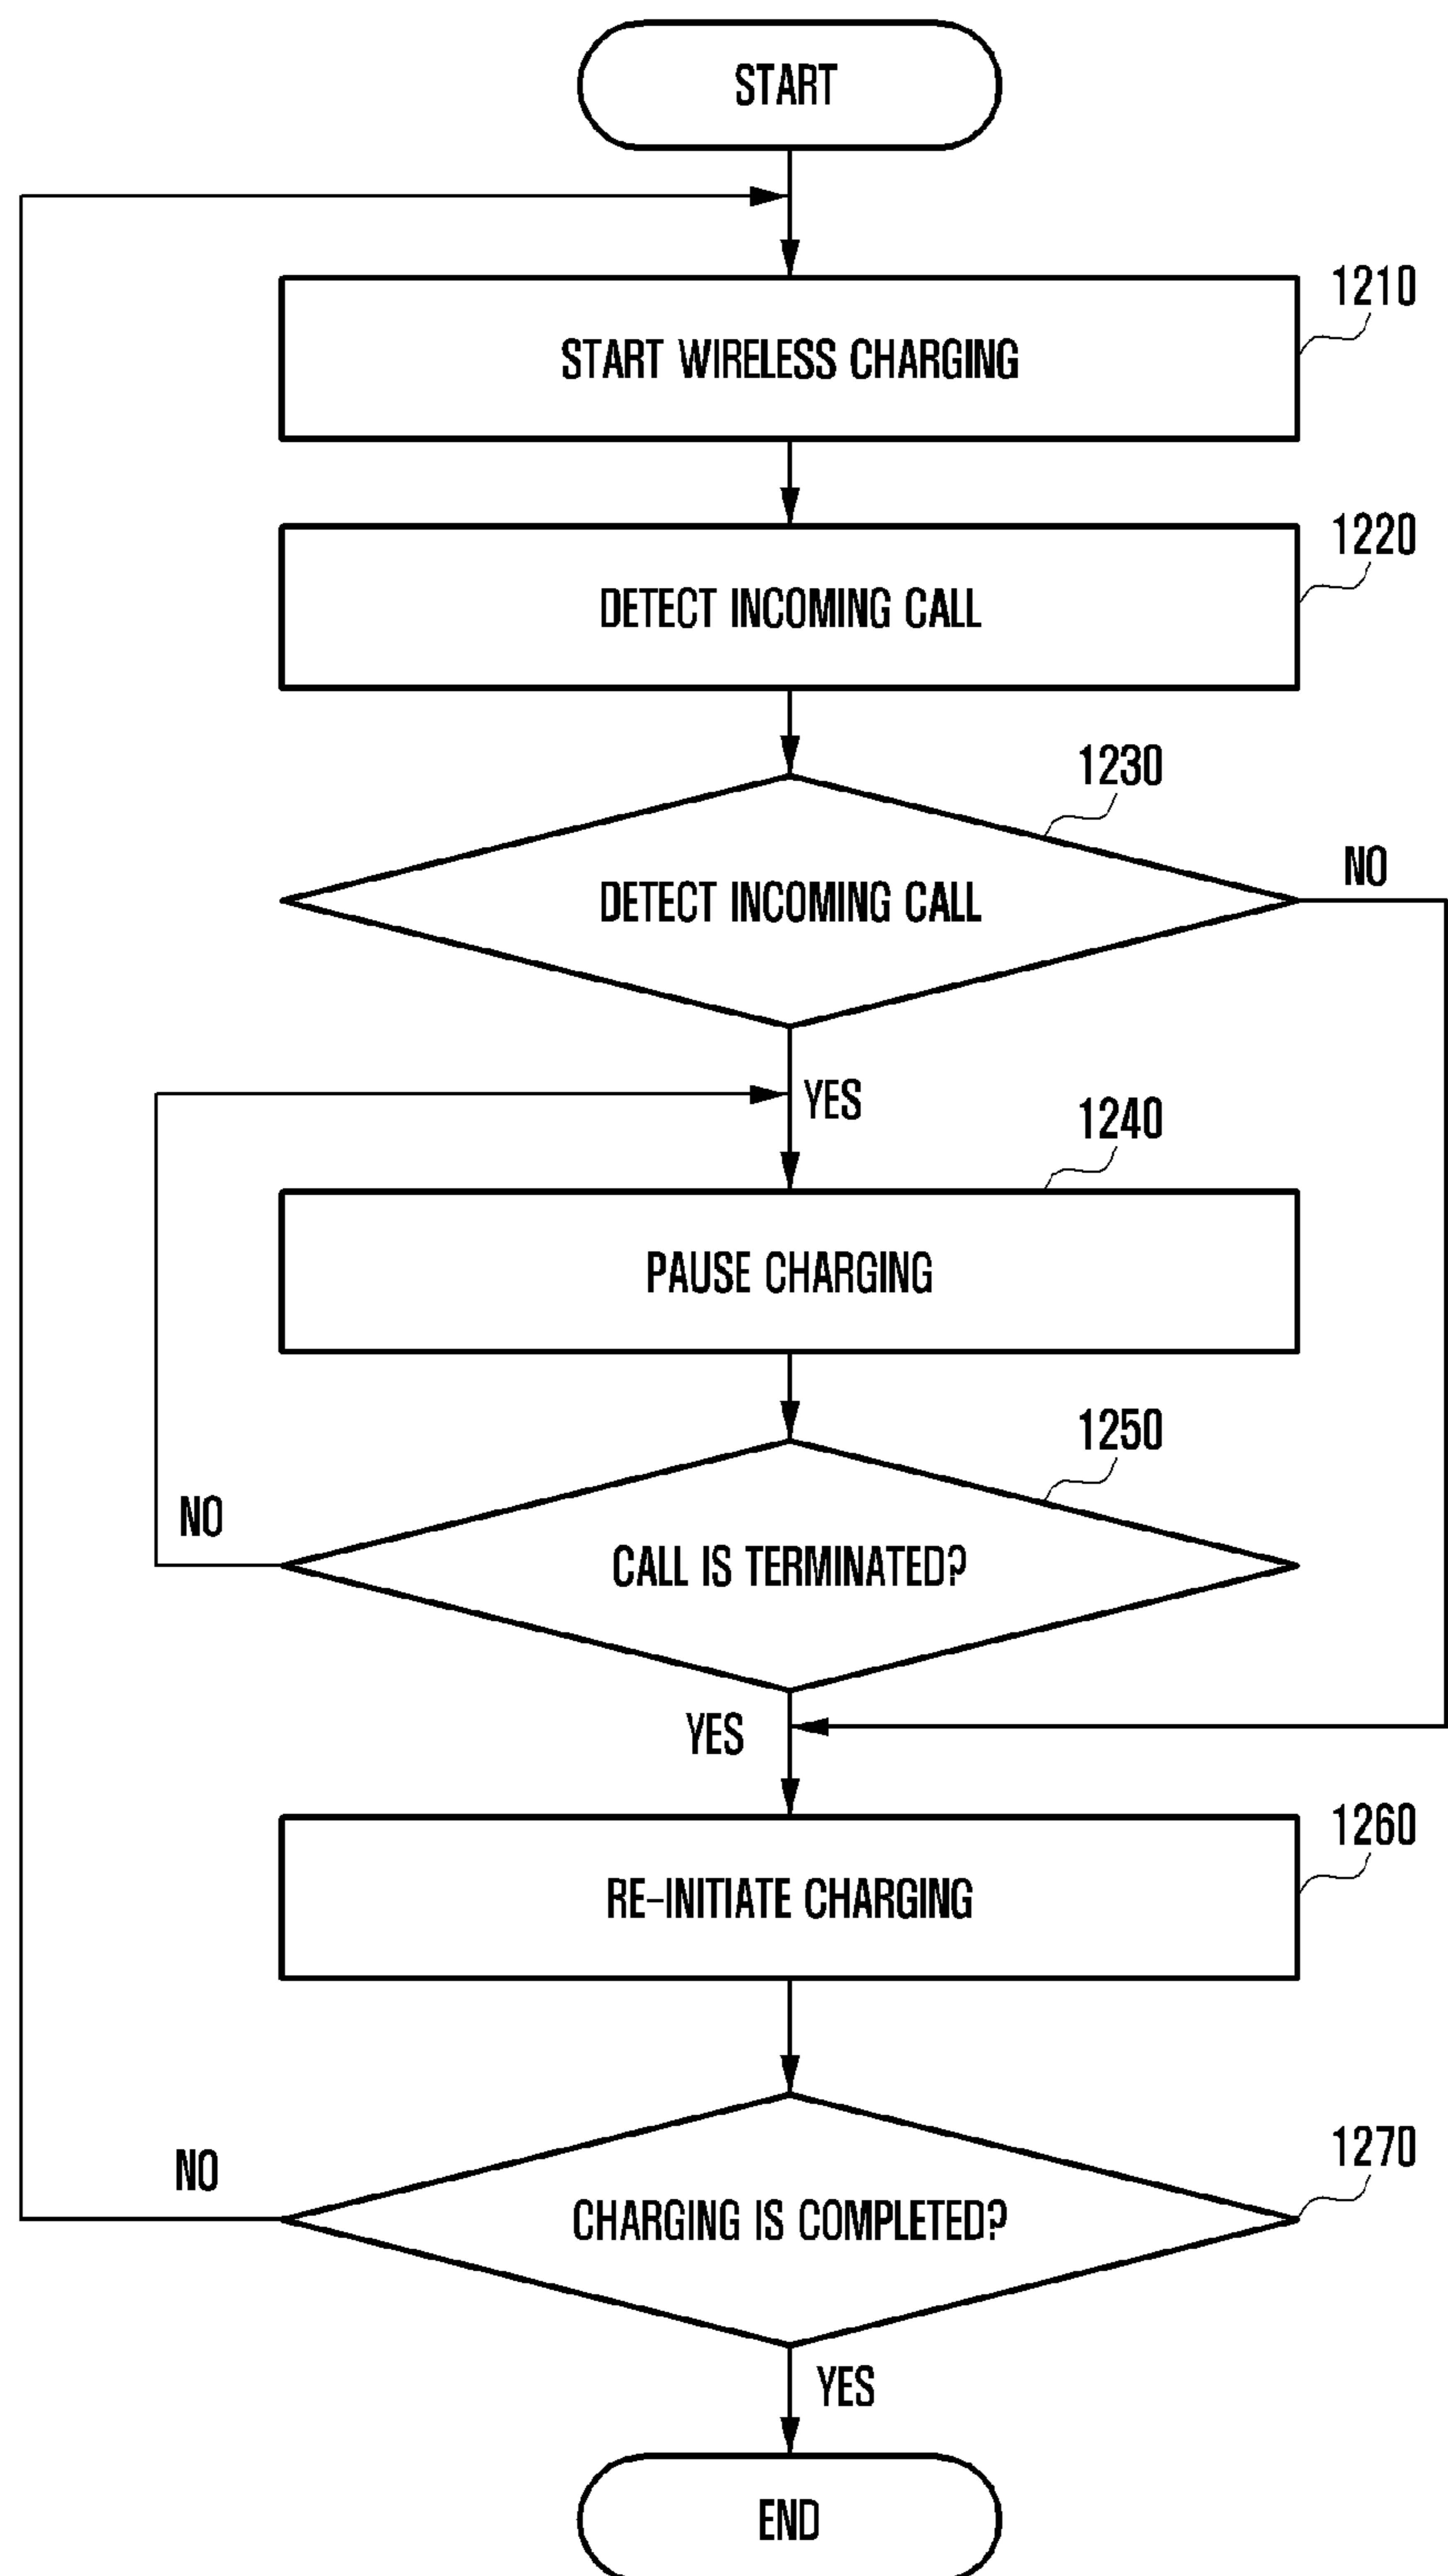 START
1210
START WIRELESS CHARGING
1220
DETECT INCOMING CALL
1230
DETECT INCOMING CALL
NO
YES
1240
PAUSE CHARGING
1250
NO
CALL IS TERMINATED?
YES
1260
RE-INITIATE CHARGING
1270
NO
CHARGING IS COMPLETED?
YES
END